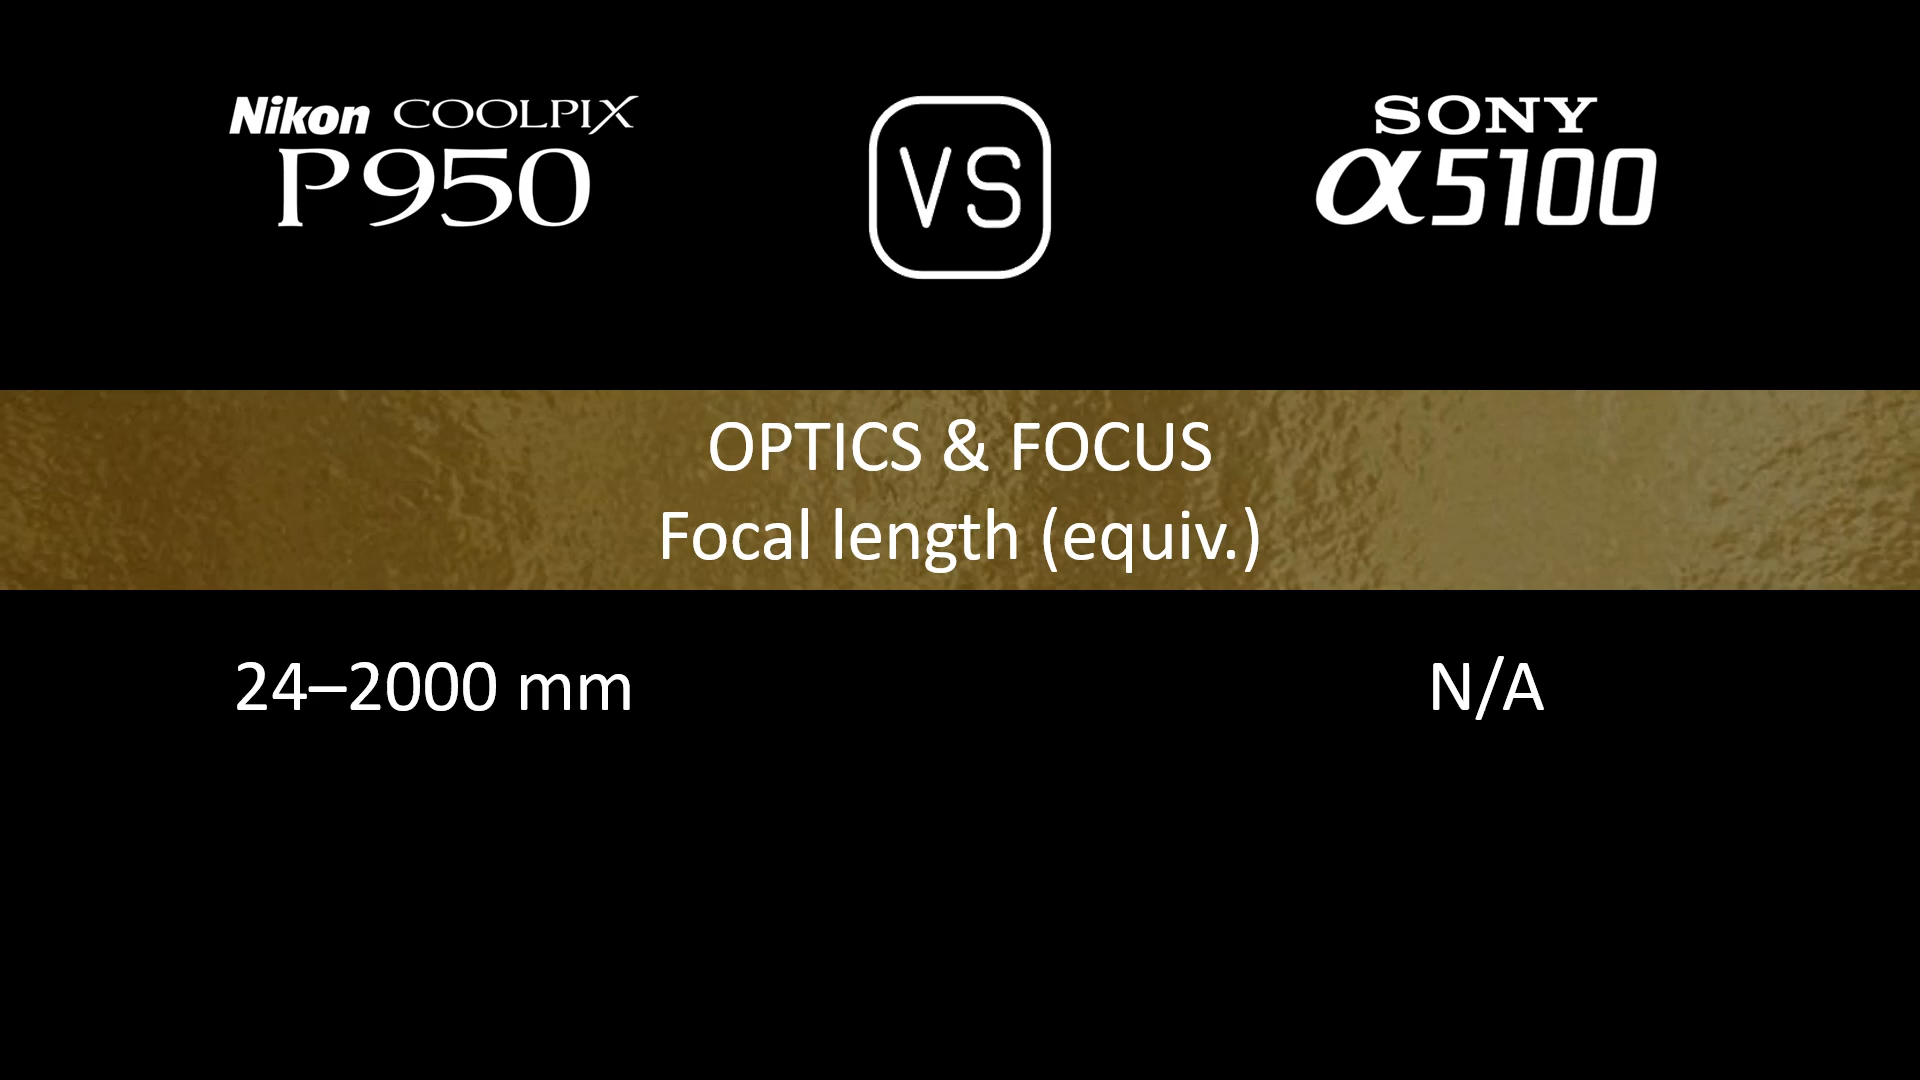 Nikon COOLPIX
P950
VS
SONY
α5100
OPTICS & FOCUS
Focal length (equiv.)
24–2000 mm
N/A